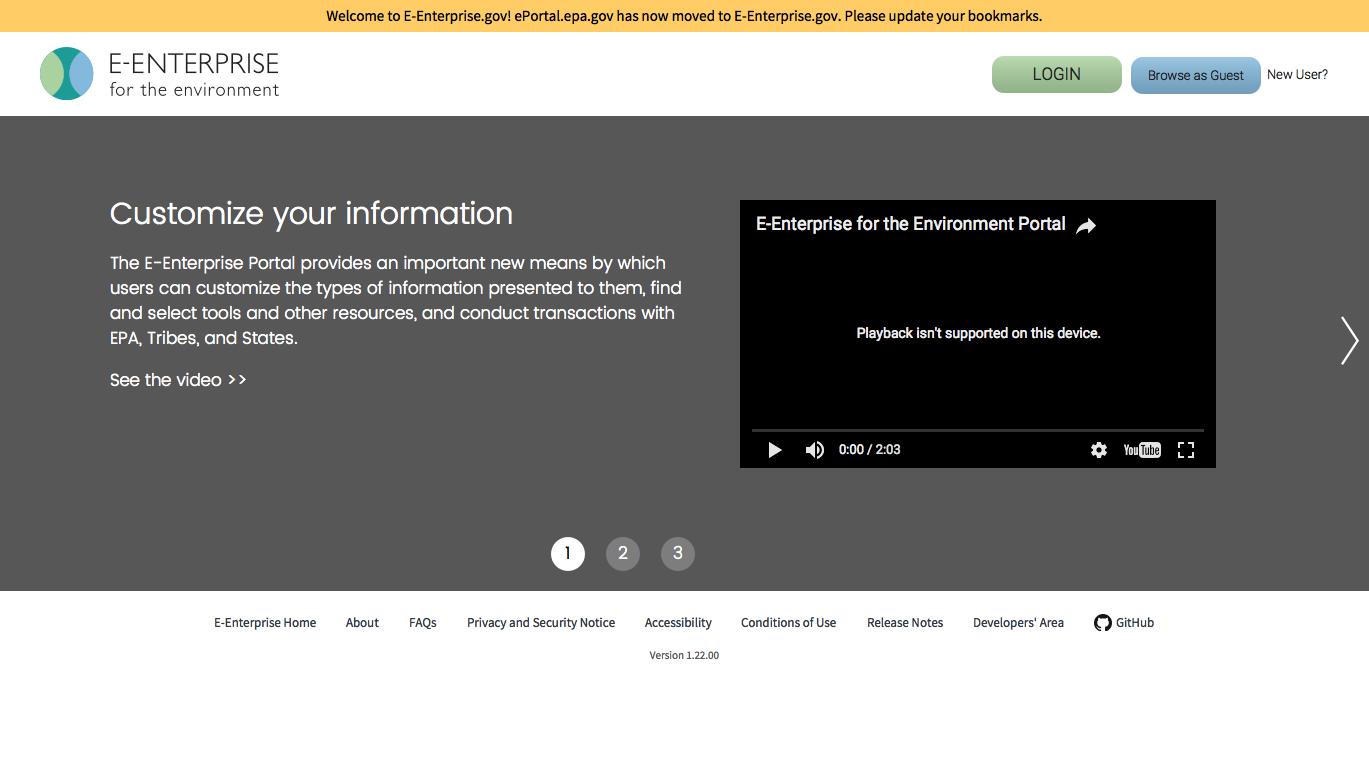 Welcome to E-Enterprise.gov! ePortal.epa.gov has now moved to E-Enterprise.gov. Please update your bookmarks.
E-ENTERPRISE
for the environment
LOGIN
Browse as Guest
New User?
Customize your information
The E-Enterprise Portal provides an important new means by which
users can customize the types of information presented to them, find
and select tools and other resources, and conduct transactions with
EPA, Tribes, and States.
See the video >>
E-Enterprise for the Environment Portal
Playback isn't supported on this device.
0:00 / 2:03
YouTube
1
2
3
E-Enterprise Home
About
FAQs
Privacy and Security Notice
Accessibility
Conditions of Use
Release Notes
Developers' Area
GitHub
Version 1.22.00